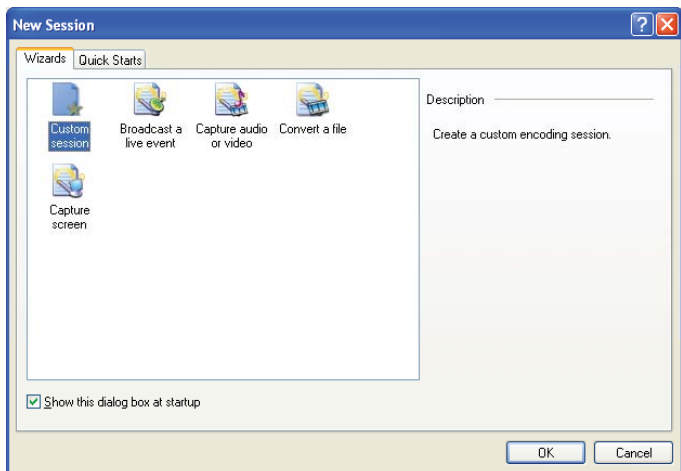 New Session
Wizards
Quick Starts
Custom
session
Broadcast a
live event
Capture audio
or video
Convert a file
Capture
screen
Description
Create a custom encoding session.
Show this dialog box at startup
OK
Cancel